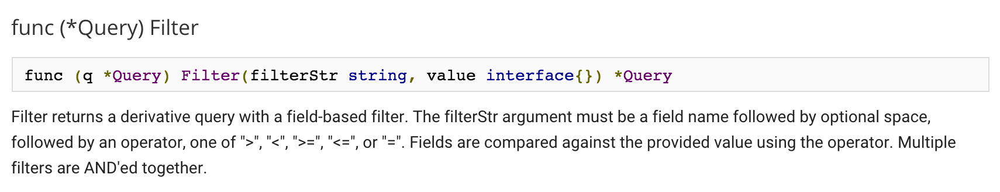 func (*Query) Filter
func (q *Query) Filter(filterStr string, value interface{}) *Query
Filter returns a derivative query with a field-based filter. The filterStr argument must be a field name followed by optional space,
followed by an operator, one of ">", "<", ">=", "<=", or "=". Fields are compared against the provided value using the operator. Multiple
filters are AND'ed together.